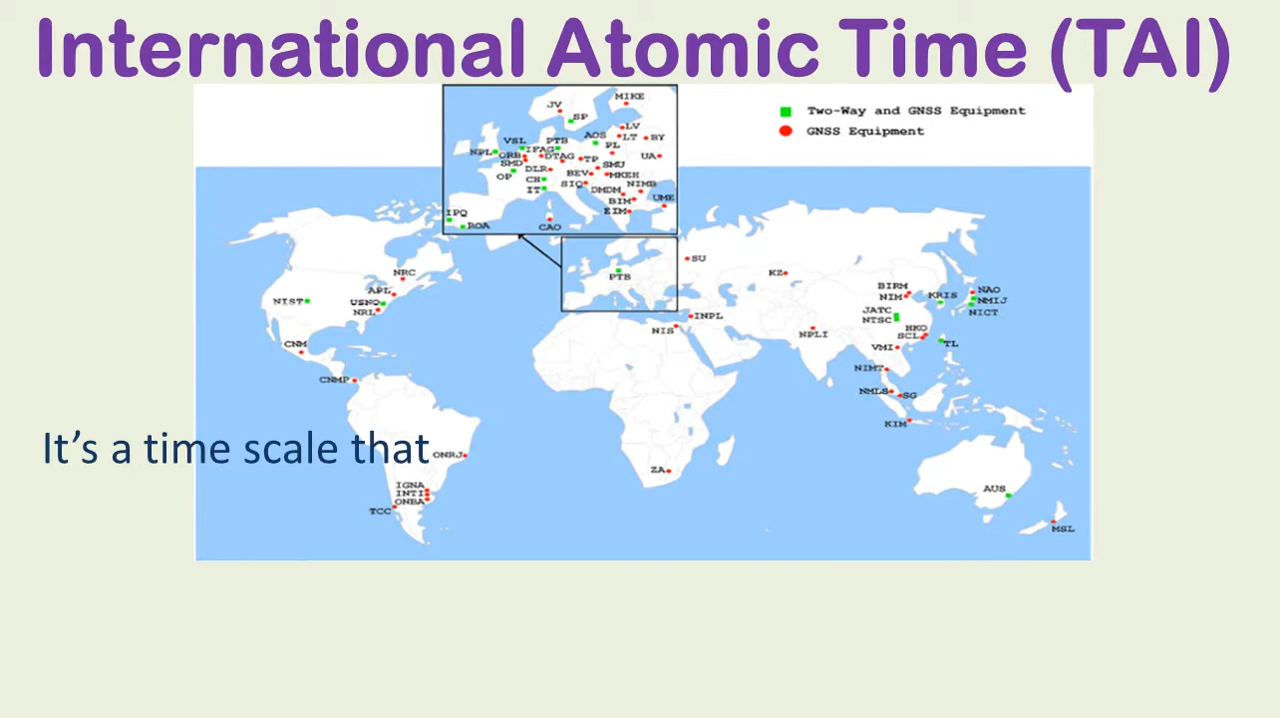 International Atomic Time (TAI)
Two-Way and GNSS Equipment
GNSS Equipment
JV
MIKE
SP
LV
VSL
PTB
AOS
LT
BY
NPL
IFAG
PL
ORB
DTAG
TP
UA
SMD
SMU
OP
DLR
BEV
MKEH
CH
SIQ
NIMB
IT
DMDM
BIM
UME
IPQ
EIM
ROA
CAO
NRC
SU
KZ
PTB
APL
BIRM
NAO
NIST
USNO
NIM
KRIS
NMIJ
NRL
INPL
JATC
NICT
NIS
NTSC
HKO
NPLI
SCL
CNM
VMI
TL
CNMP
NIMT
NMLS
SG
KIM
It's a time scale that
ONRJ
ZA
IGNA
INTI
AUS
ONBA
TCC
MSL